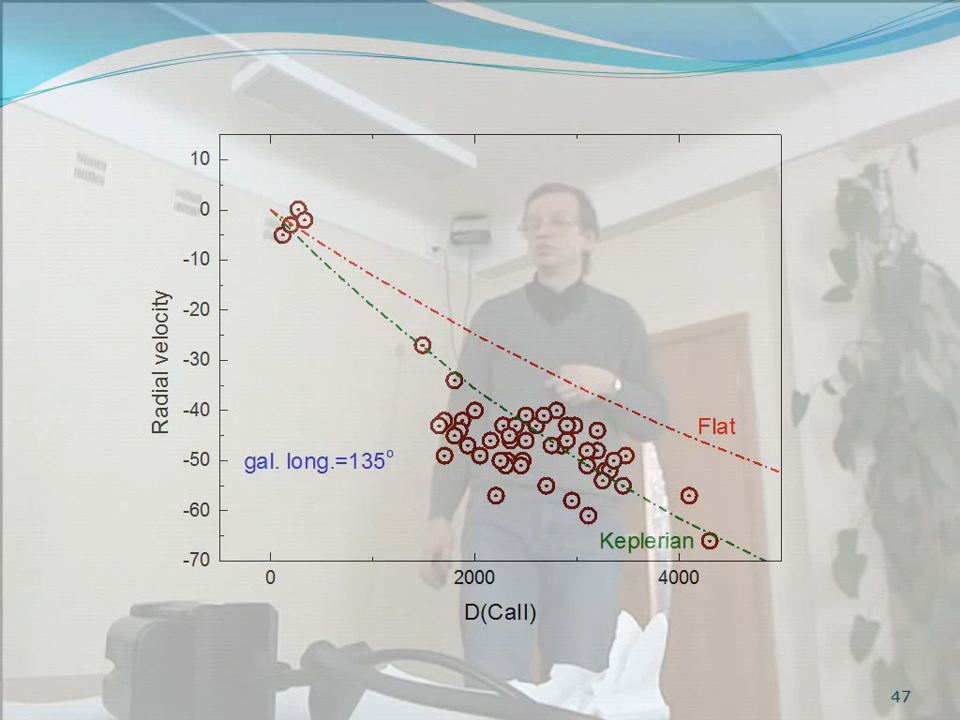 10
0
-10
-20
-30
-40
-50
-60
-70
Radial velocity
Flat
gal. long.=135°
Keplerian
0 2000 4000
D(CaII)
47